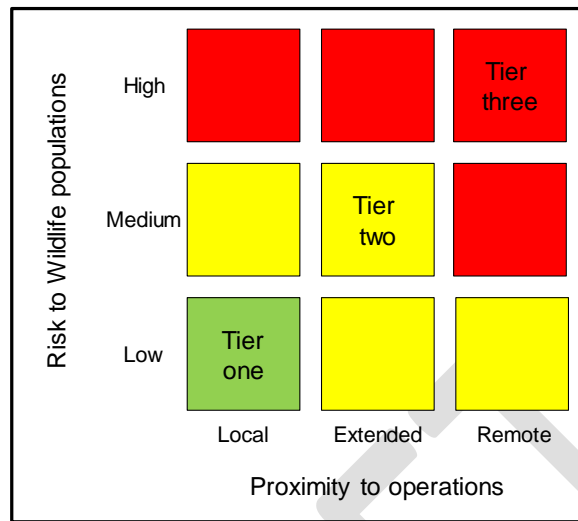 Risk to Wildlife populations
High
Tier
three
Medium
Tier
two
Low
Tier
one
Local
Extended
Remote
Proximity to operations